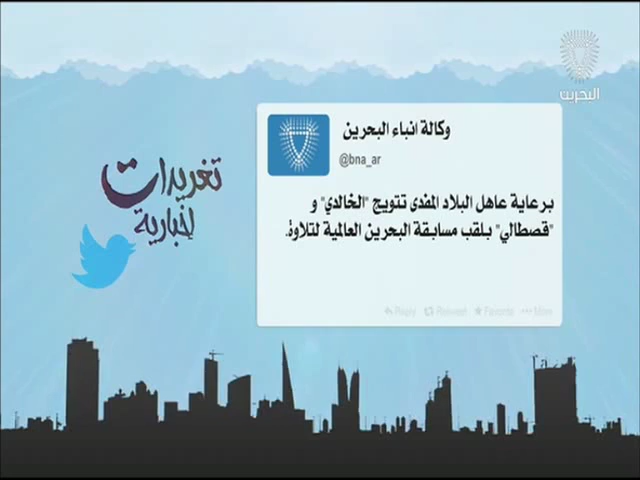 البحرين
وكالة انباء البحرين
@bna_ar
تغريدات
إخبارية
برعاية عاهل البلاد المفدى تتويج "الخالدي" و
"قصطالي" بلقب مسابقة البحرين العالمية لتلاوة.
Reply Retweet Favorite More